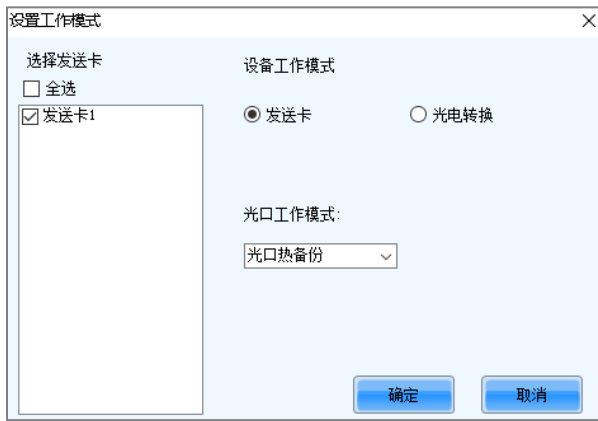 设置工作模式
选择发送卡
全选
发送卡1
设备工作模式
发送卡
光电转换
光口工作模式:
光口热备份
确定
取消